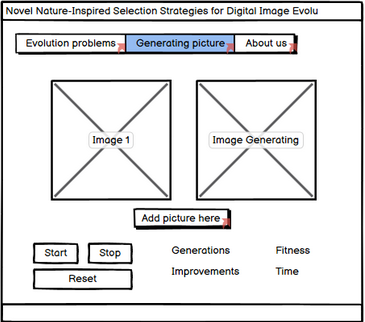 Novel Nature-Inspired Selection Strategies for Digital Image Evolu
Evolution problems Generating picture About us
Image 1 Image Generating
Add picture here
Start Stop Generations Fitness
Reset Improvements Time